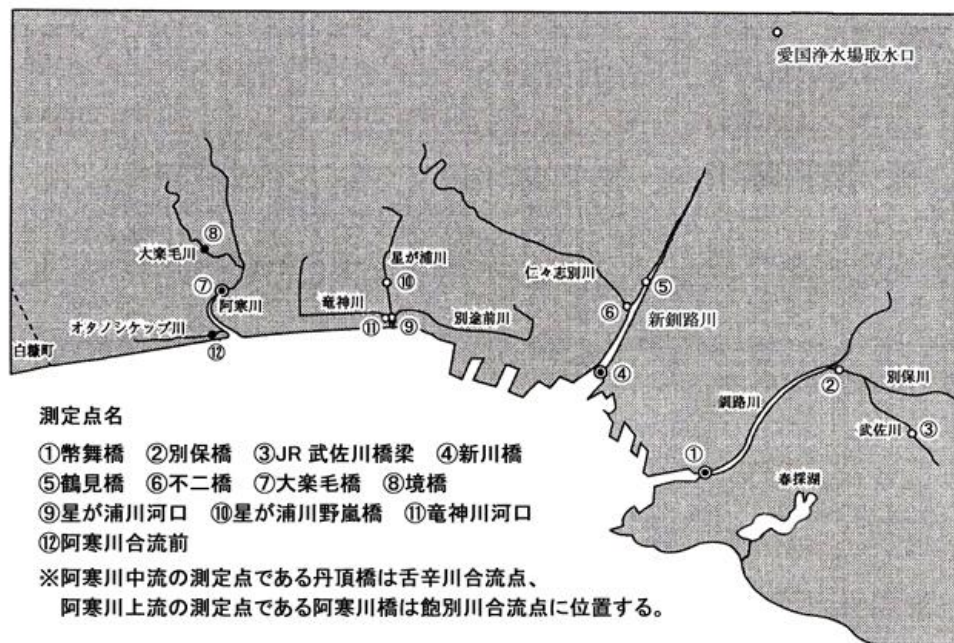 愛国浄水場取水口
⑧
大楽毛川
星が浦川
仁々志別川
⑤
⑦
阿寒川
⑩
⑥
新釧路川
竜神川
別途前川
オタノシケップ川
⑪
⑨
白糠町
⑫
④
②
別保川
釧路川
武佐川
③
①
春採湖
測定点名
①幣舞橋 ②別保橋 ③JR 武佐川橋梁 ④新川橋
⑤鶴見橋 ⑥不二橋 ⑦大楽毛橋 ⑧境橋
⑨星が浦川河口 ⑩星が浦川野嵐橋 ⑪竜神川河口
⑫阿寒川合流前
※阿寒川中流の測定点である丹頂橋は舌辛川合流点、
阿寒川上流の測定点である阿寒川橋は飽別川合流点に位置する。